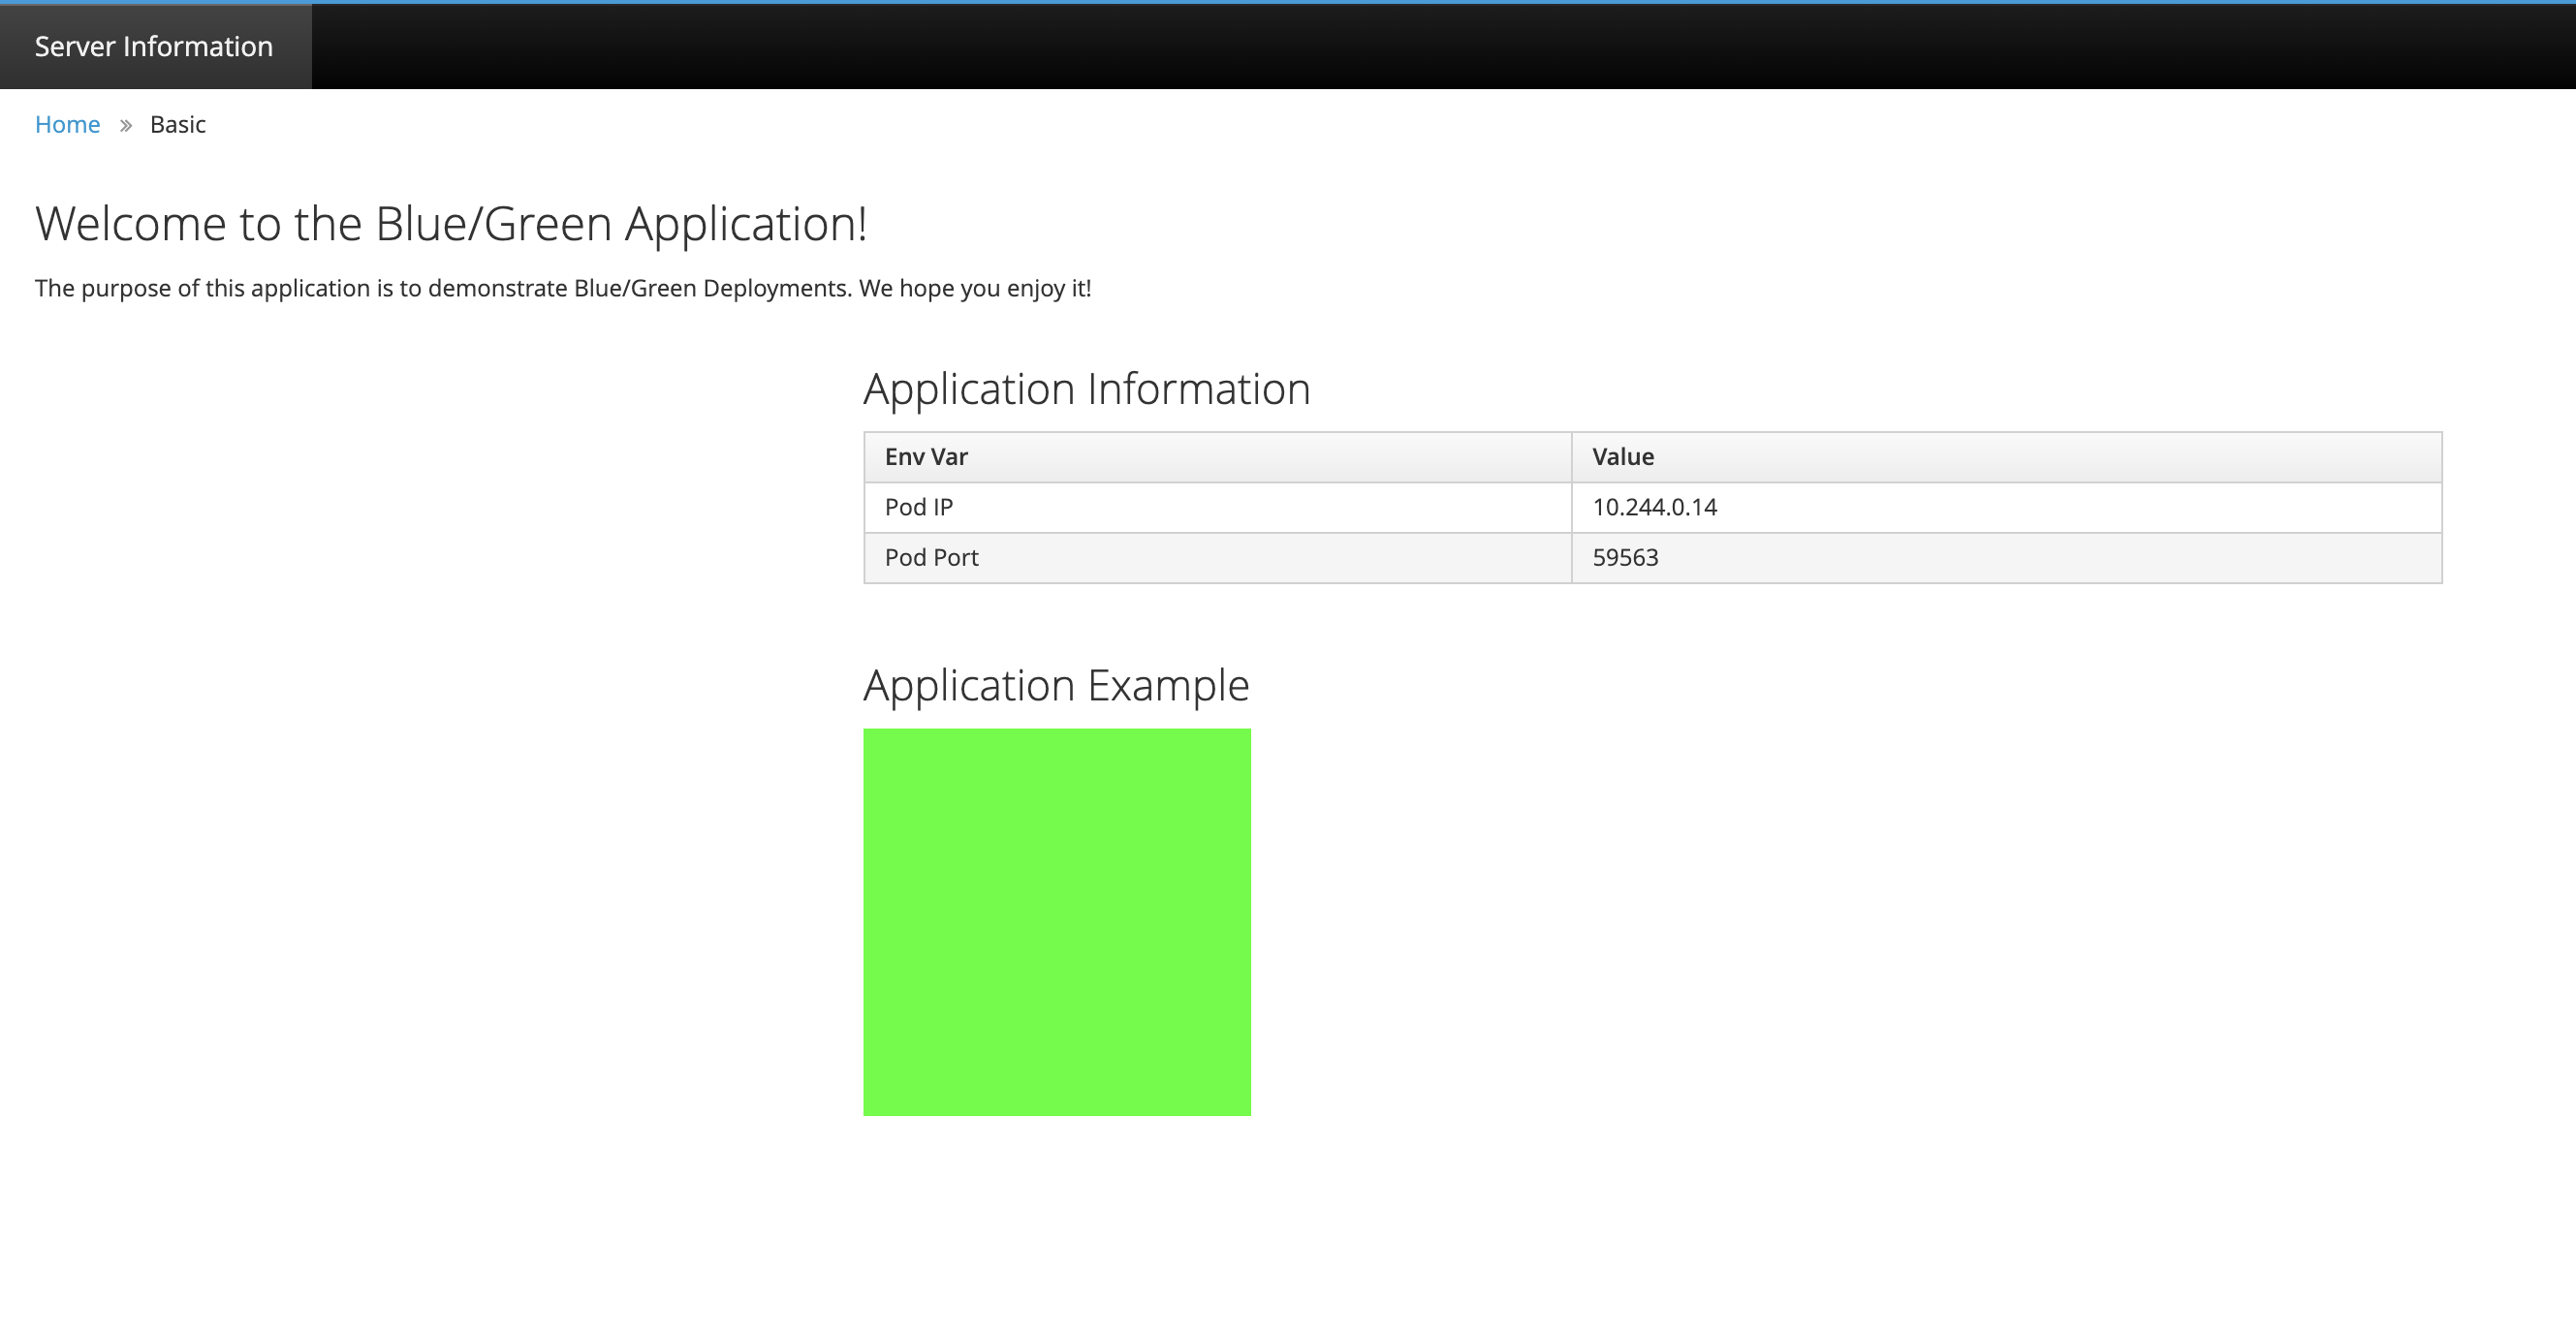 Server Information
Home » Basic
Welcome to the Blue/Green Application!
The purpose of this application is to demonstrate Blue/Green Deployments. We hope you enjoy it!
Application Information
Env Var Value
Pod IP 10.244.0.14
Pod Port 59563
Application Example